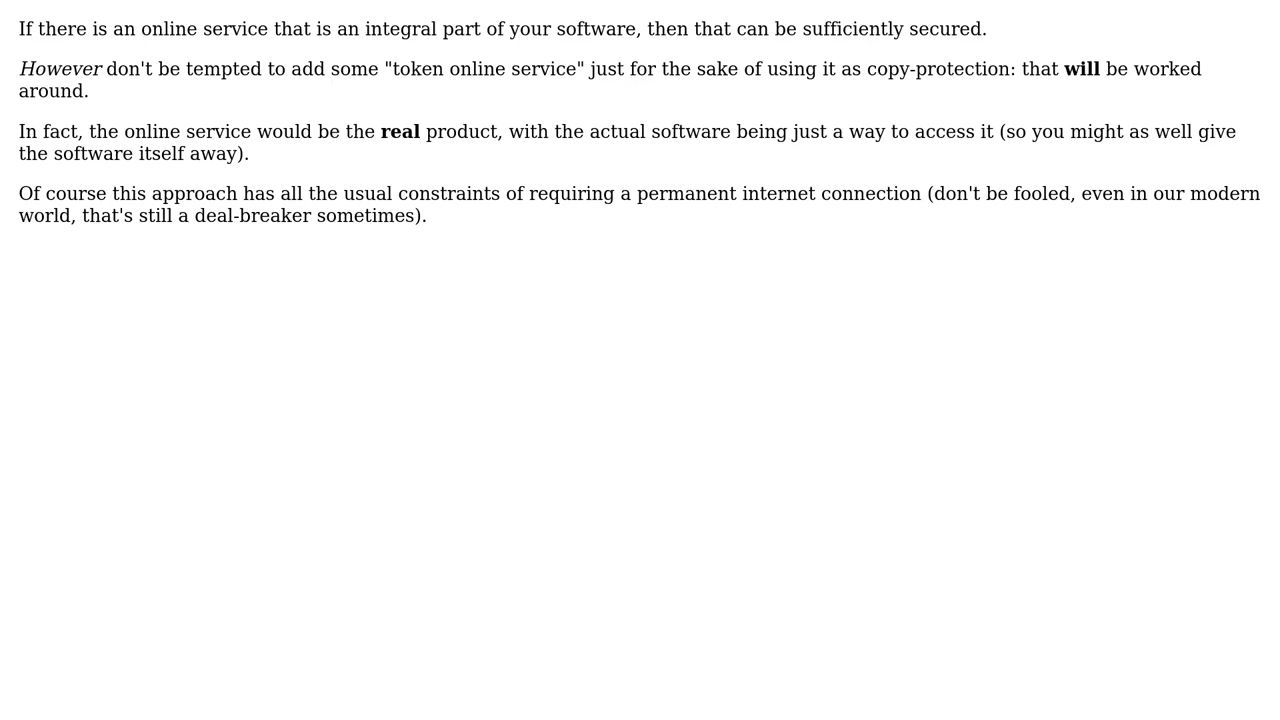 If there is an online service that is an integral part of your software, then that can be sufficiently secured.
However don't be tempted to add some "token online service" just for the sake of using it as copy-protection: that will be worked
around.
In fact, the online service would be the real product, with the actual software being just a way to access it (so you might as well give
the software itself away).
Of course this approach has all the usual constraints of requiring a permanent internet connection (don't be fooled, even in our modern
world, that's still a deal-breaker sometimes).